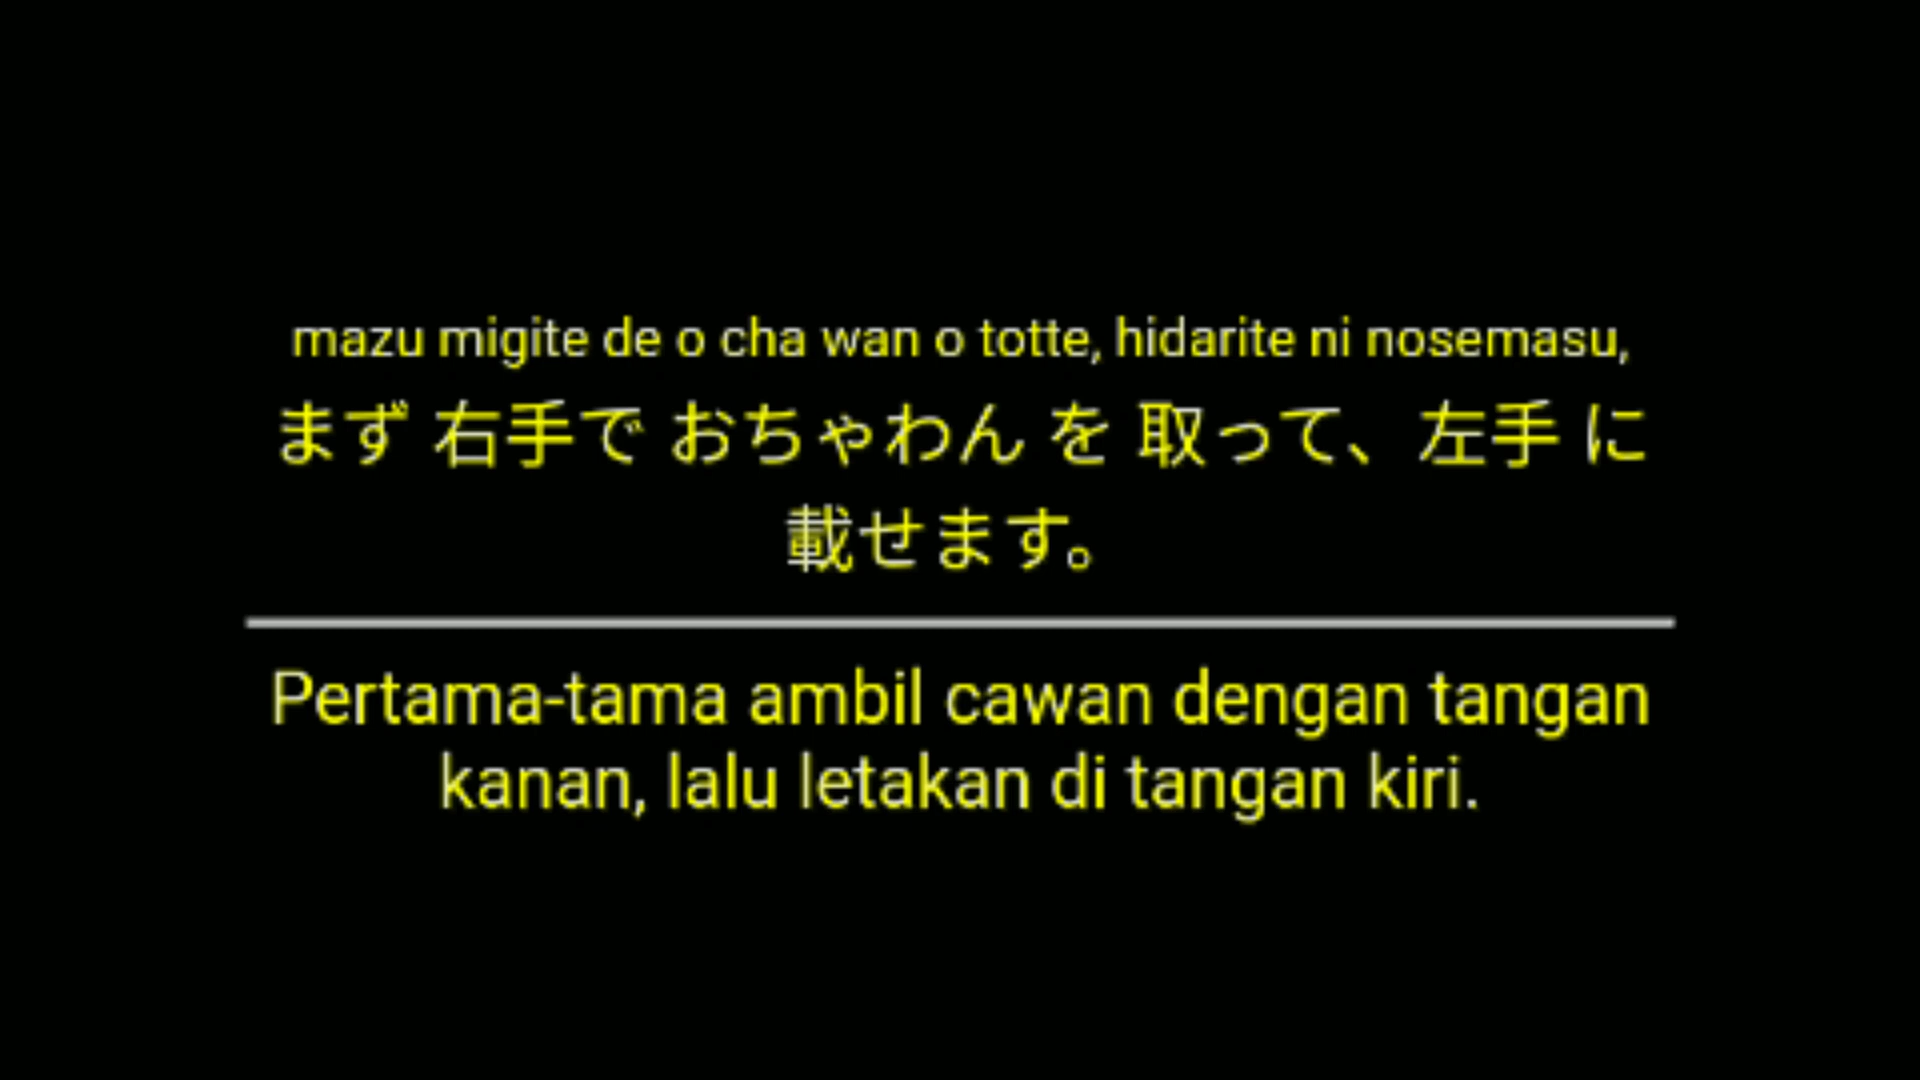 mazu migite de o cha wan o totte, hidarite ni nosemasu,
まず 右手で おちゃわん を 取って、左手 に
載せます。
Pertama-tama ambil cawan dengan tangan
kanan, lalu letakan di tangan kiri.